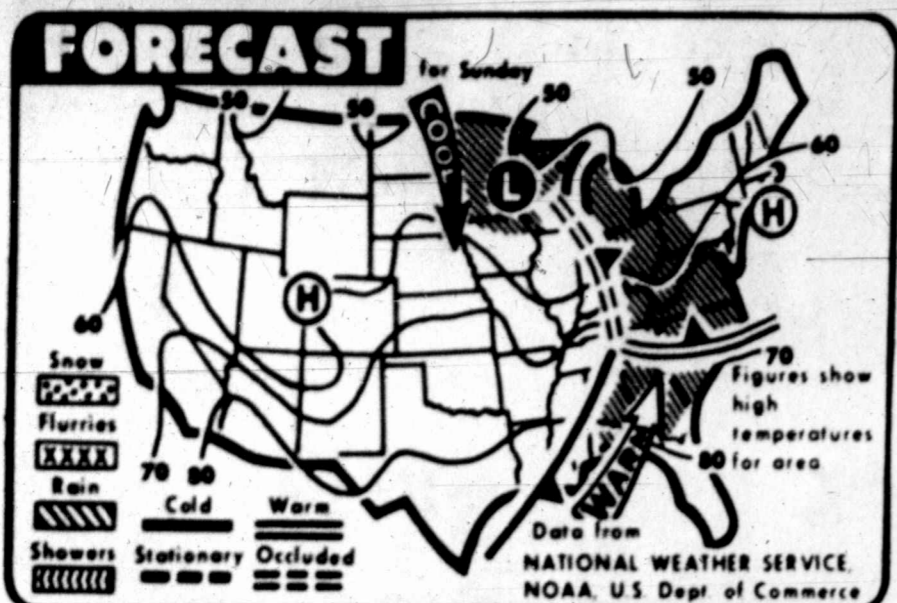 FORECAST
for Sunday
50
50
50
50
60
COOL
L
H
H
60
70
80
70
80
WARM
Snow
Flurries
XXXX
Rain
Showers
Cold
Warm
Stationary
Occluded
Figures show
high
temperatures
for area
Data from
NATIONAL WEATHER SERVICE,
NOAA, U.S. Dept. of Commerce